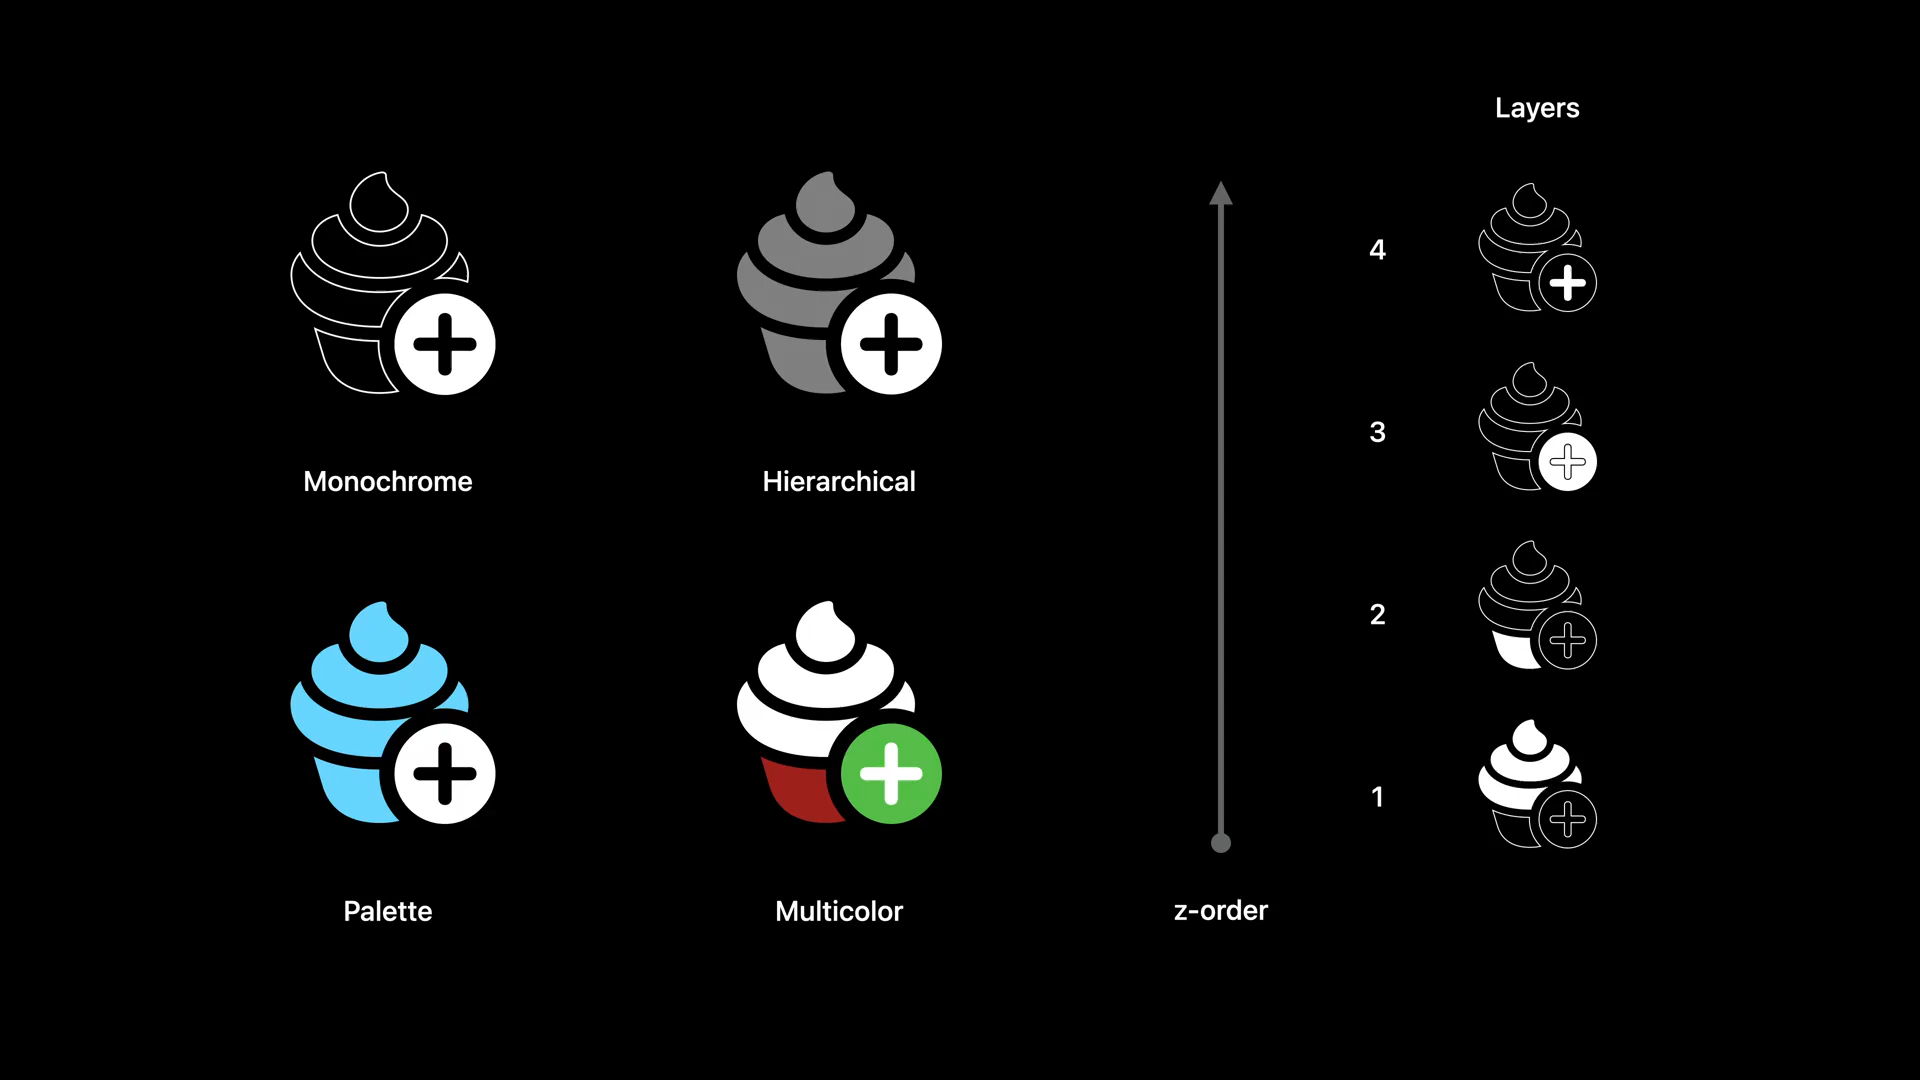 Layers
Monochrome
Hierarchical
Palette
Multicolor
z-order
4
3
2
1